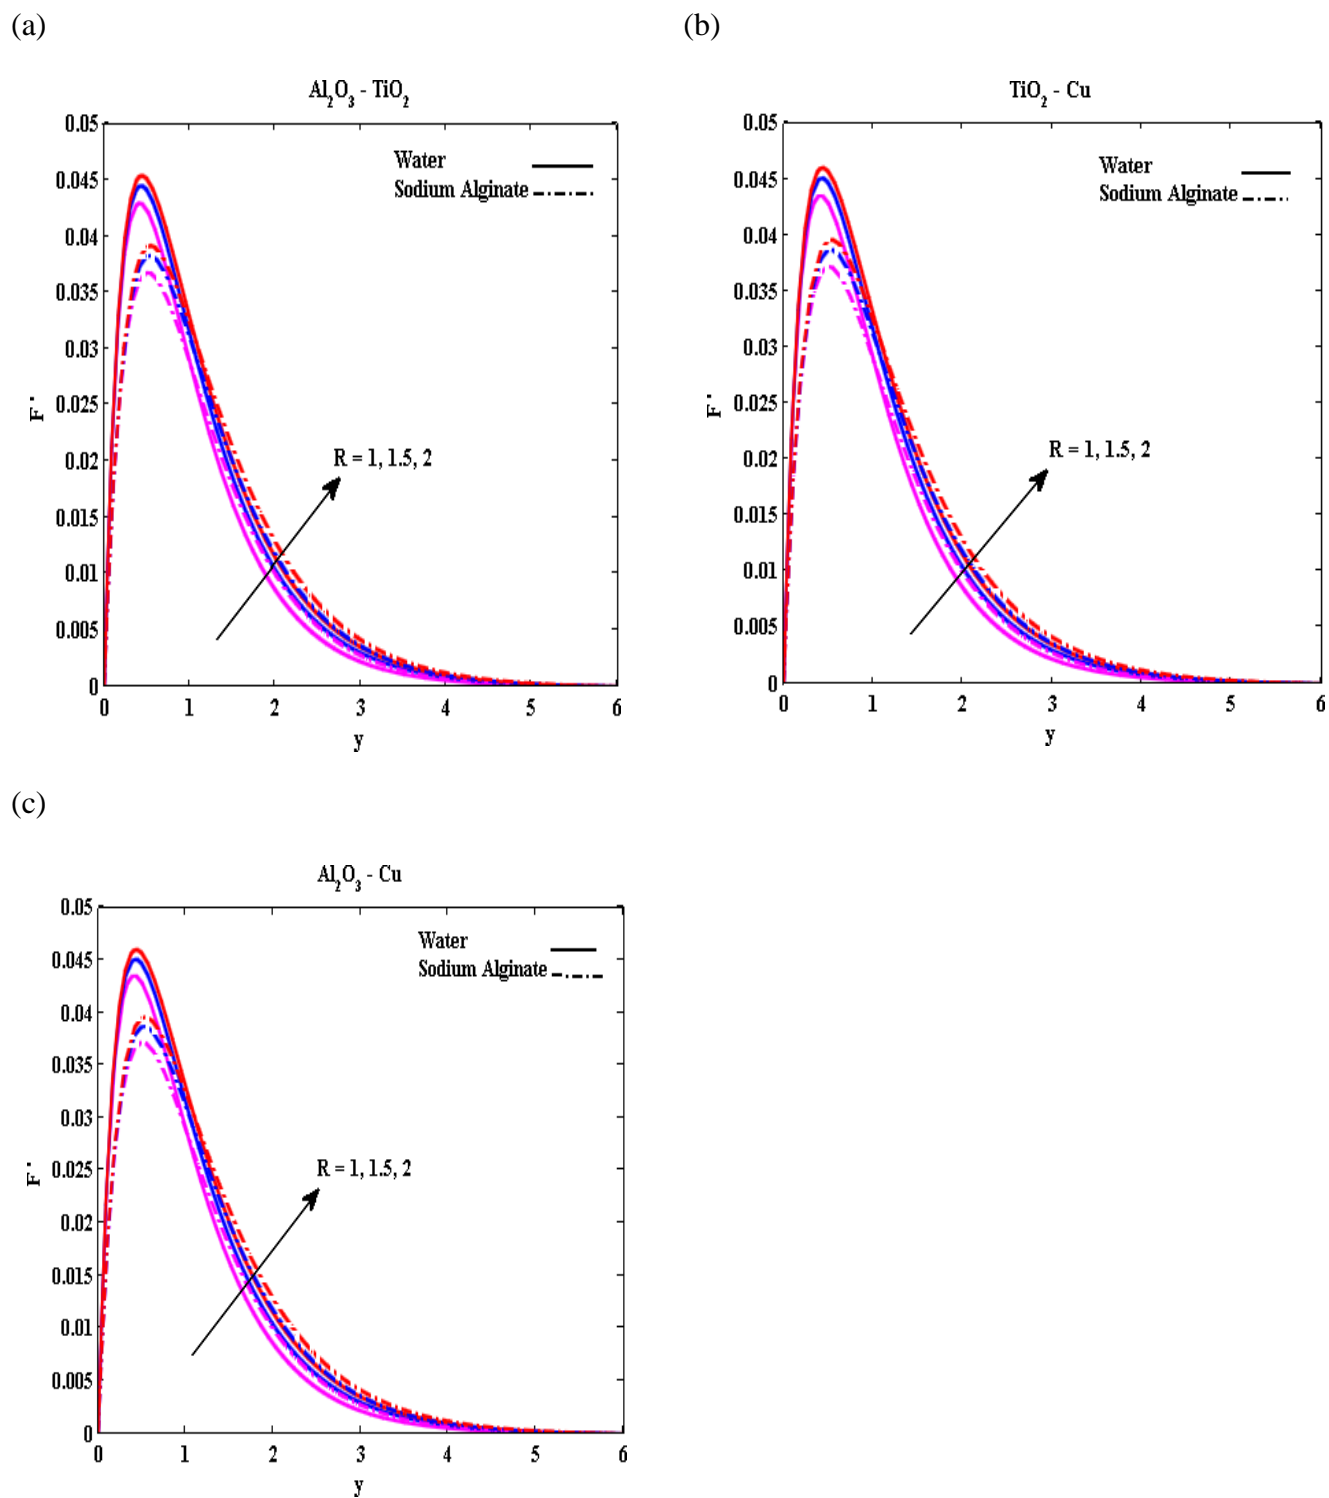 (a)
Al2O3 - TiO2
0.05
0.045
0.04
0.035
0.03
0.025
0.02
0.015
0.01
0.005
0
F'
Water
Sodium Alginate
R = 1, 1.5, 2
0 1 2 3 4 5 6
y
(b)
TiO2 - Cu
0.05
0.045
0.04
0.035
0.03
0.025
0.02
0.015
0.01
0.005
0
F'
Water
Sodium Alginate
R = 1, 1.5, 2
0 1 2 3 4 5 6
y
(c)
Al2O3 - Cu
0.05
0.045
0.04
0.035
0.03
0.025
0.02
0.015
0.01
0.005
0
F'
Water
Sodium Alginate
R = 1, 1.5, 2
0 1 2 3 4 5 6
y